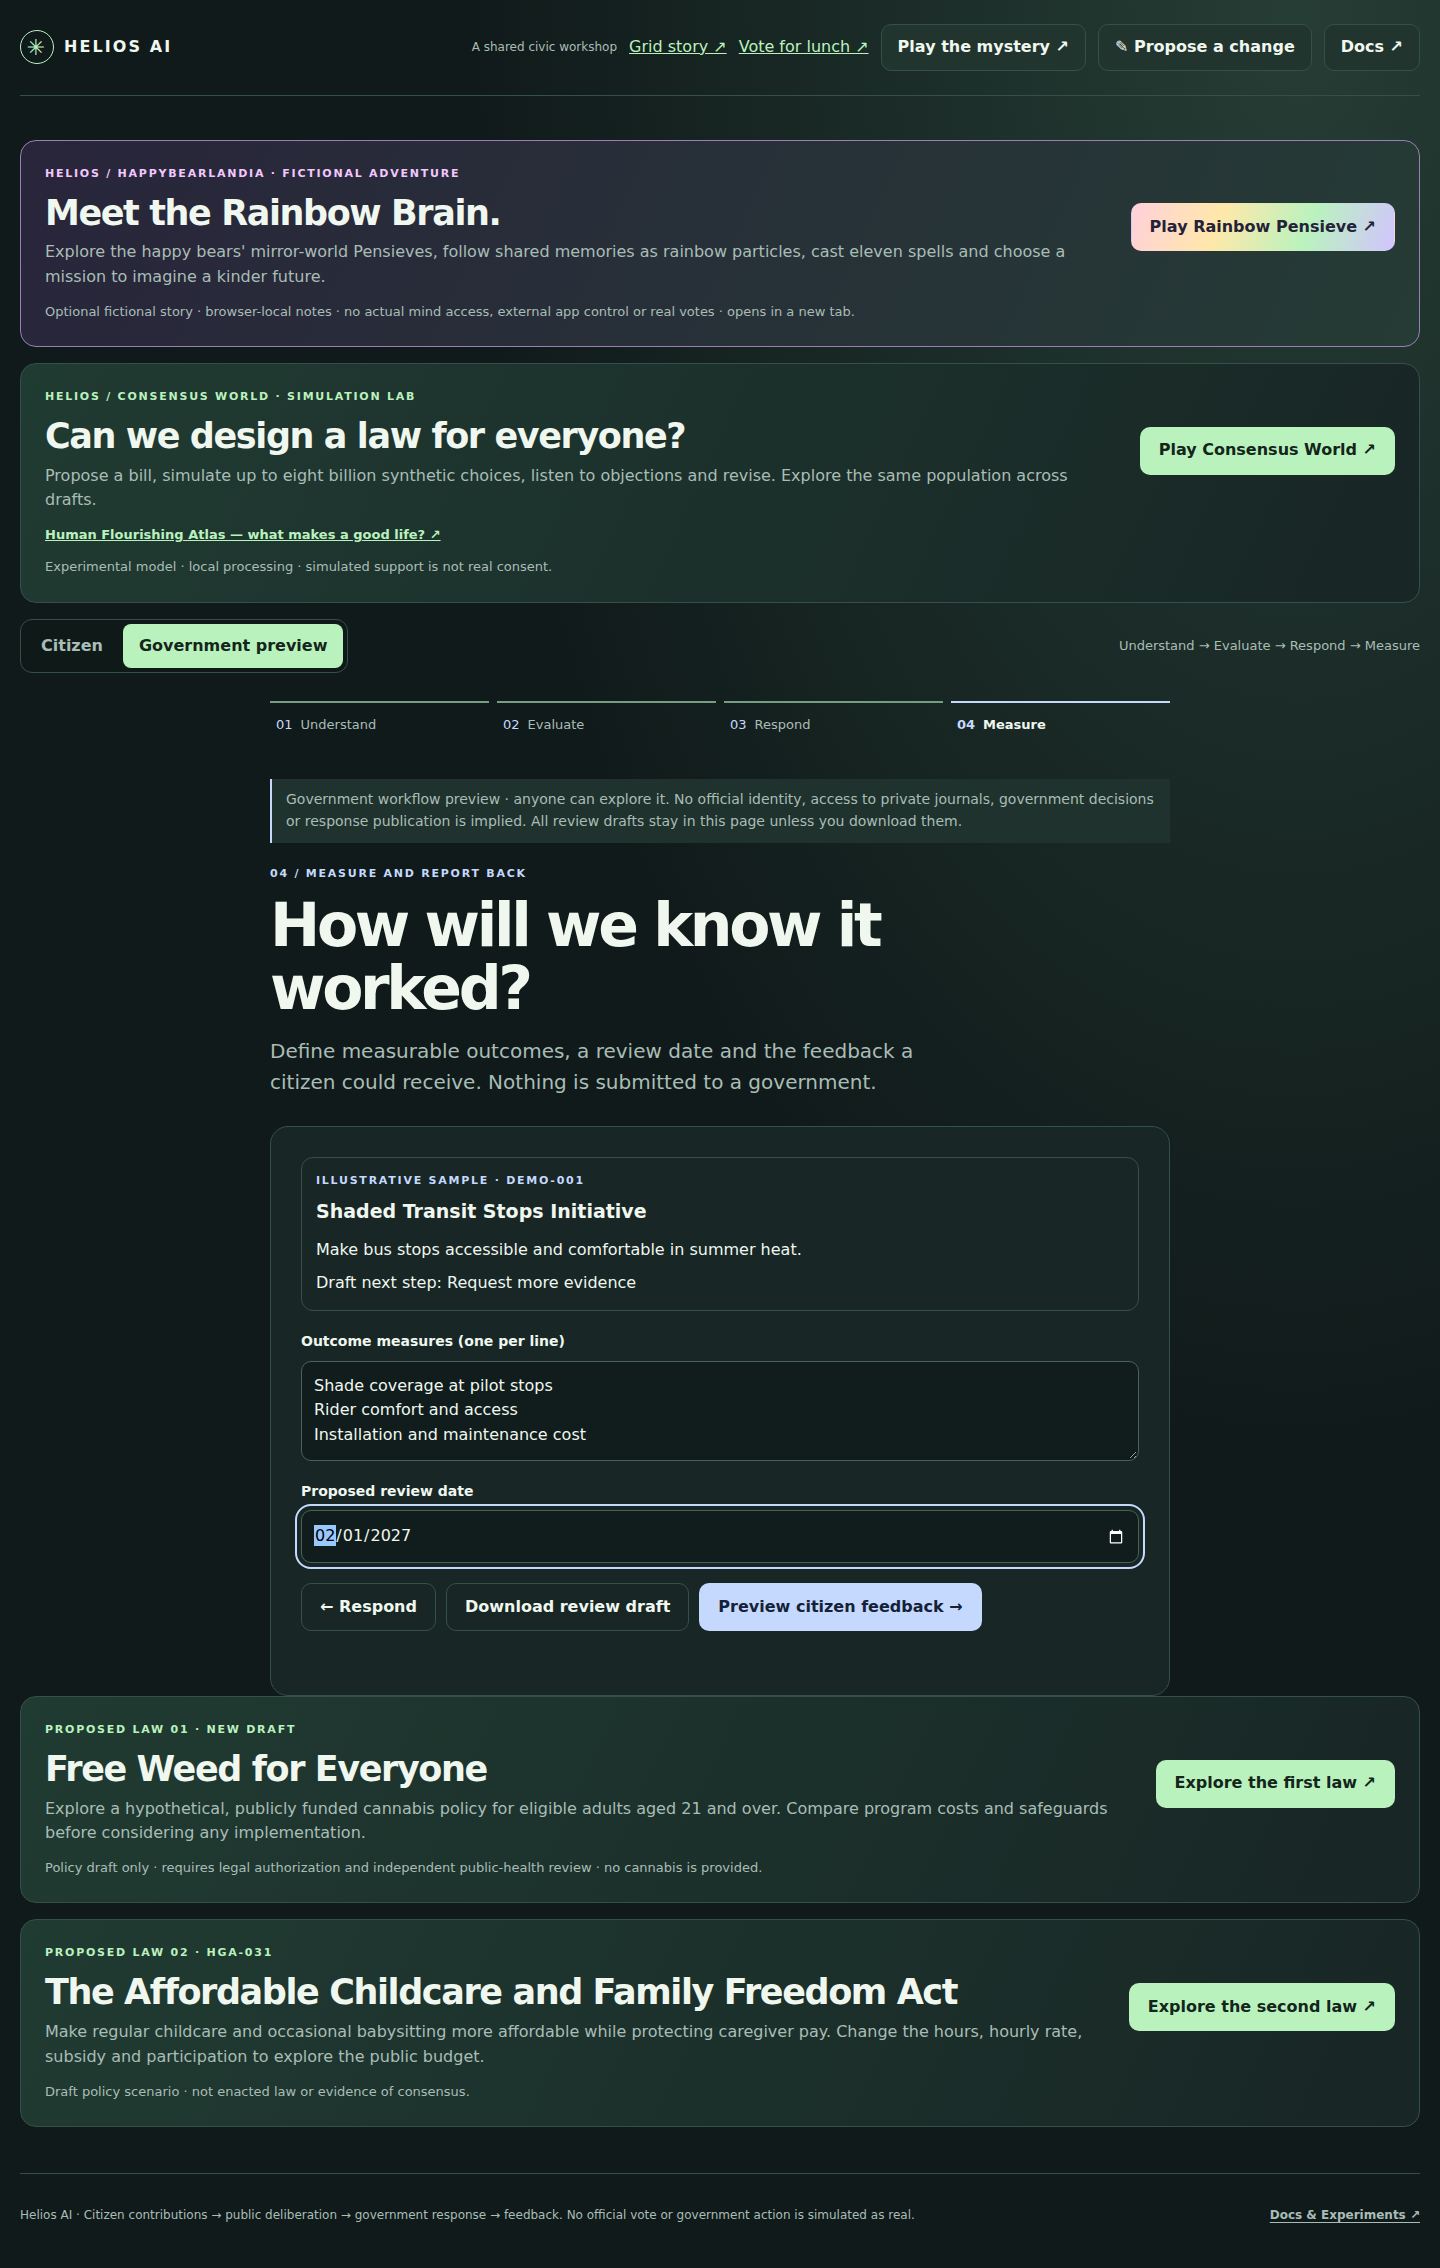 HELIOS AI
A shared civic workshop
Grid story ↗
Vote for lunch ↗
Play the mystery ↗
✎ Propose a change
Docs ↗
HELIOS / HAPPYBEARLANDIA · FICTIONAL ADVENTURE
Meet the Rainbow Brain.
Explore the happy bears' mirror-world Pensieves, follow shared memories as rainbow particles, cast eleven spells and choose a
mission to imagine a kinder future.
Optional fictional story · browser-local notes · no actual mind access, external app control or real votes · opens in a new tab.
Play Rainbow Pensieve ↗
HELIOS / CONSENSUS WORLD · SIMULATION LAB
Can we design a law for everyone?
Propose a bill, simulate up to eight billion synthetic choices, listen to objections and revise. Explore the same population across
drafts.
Human Flourishing Atlas — what makes a good life? ↗
Experimental model · local processing · simulated support is not real consent.
Play Consensus World ↗
Citizen
Government preview
Understand → Evaluate → Respond → Measure
01 Understand
02 Evaluate
03 Respond
04 Measure
Government workflow preview · anyone can explore it. No official identity, access to private journals, government decisions
or response publication is implied. All review drafts stay in this page unless you download them.
04 / MEASURE AND REPORT BACK
How will we know it
worked?
Define measurable outcomes, a review date and the feedback a
citizen could receive. Nothing is submitted to a government.
ILLUSTRATIVE SAMPLE · DEMO-001
Shaded Transit Stops Initiative
Make bus stops accessible and comfortable in summer heat.
Draft next step: Request more evidence
Outcome measures (one per line)
Shade coverage at pilot stops
Rider comfort and access
Installation and maintenance cost
Proposed review date
02/01/2027
← Respond
Download review draft
Preview citizen feedback →
PROPOSED LAW 01 · NEW DRAFT
Free Weed for Everyone
Explore a hypothetical, publicly funded cannabis policy for eligible adults aged 21 and over. Compare program costs and safeguards
before considering any implementation.
Policy draft only · requires legal authorization and independent public-health review · no cannabis is provided.
Explore the first law ↗
PROPOSED LAW 02 · HGA-031
The Affordable Childcare and Family Freedom Act
Make regular childcare and occasional babysitting more affordable while protecting caregiver pay. Change the hours, hourly rate,
subsidy and participation to explore the public budget.
Draft policy scenario · not enacted law or evidence of consensus.
Explore the second law ↗
Helios AI · Citizen contributions → public deliberation → government response → feedback. No official vote or government action is simulated as real.
Docs & Experiments ↗